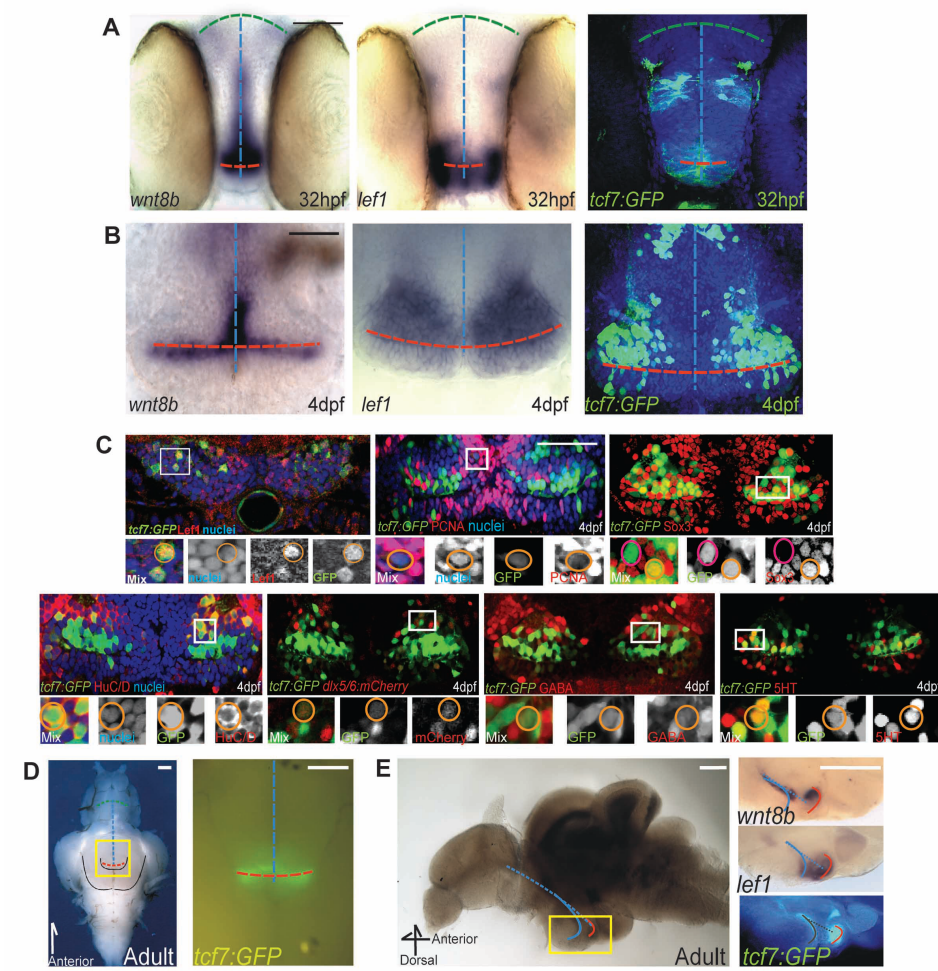 A
wnt8b 32hpf
lef1 32hpf
tcf7:GFP 32hpf
B
wnt8b 4dpf
lef1 4dpf
tcf7:GFP 4dpf
C
tcf7:GFP Lef1 nuclei
tcf7:GFP PCNA nuclei 4dpf
tcf7:GFP Sox3 4dpf
Mix nuclei Lef1 GFP
Mix nuclei GFP PCNA
Mix GFP Sox3
tcf7:GFP HuC/D nuclei 4dpf
tcf7:GFP dlx5/6:mCherry 4dpf
tcf7:GFP GABA 4dpf
tcf7:GFP 5HT 4dpf
Mix nuclei GFP HuC/D
Mix GFP mCherry
Mix GFP GABA
Mix GFP 5HT
D
Anterior
Adult
tcf7:GFP
E
Anterior
Dorsal
Adult
wnt8b
lef1
tcf7:GFP